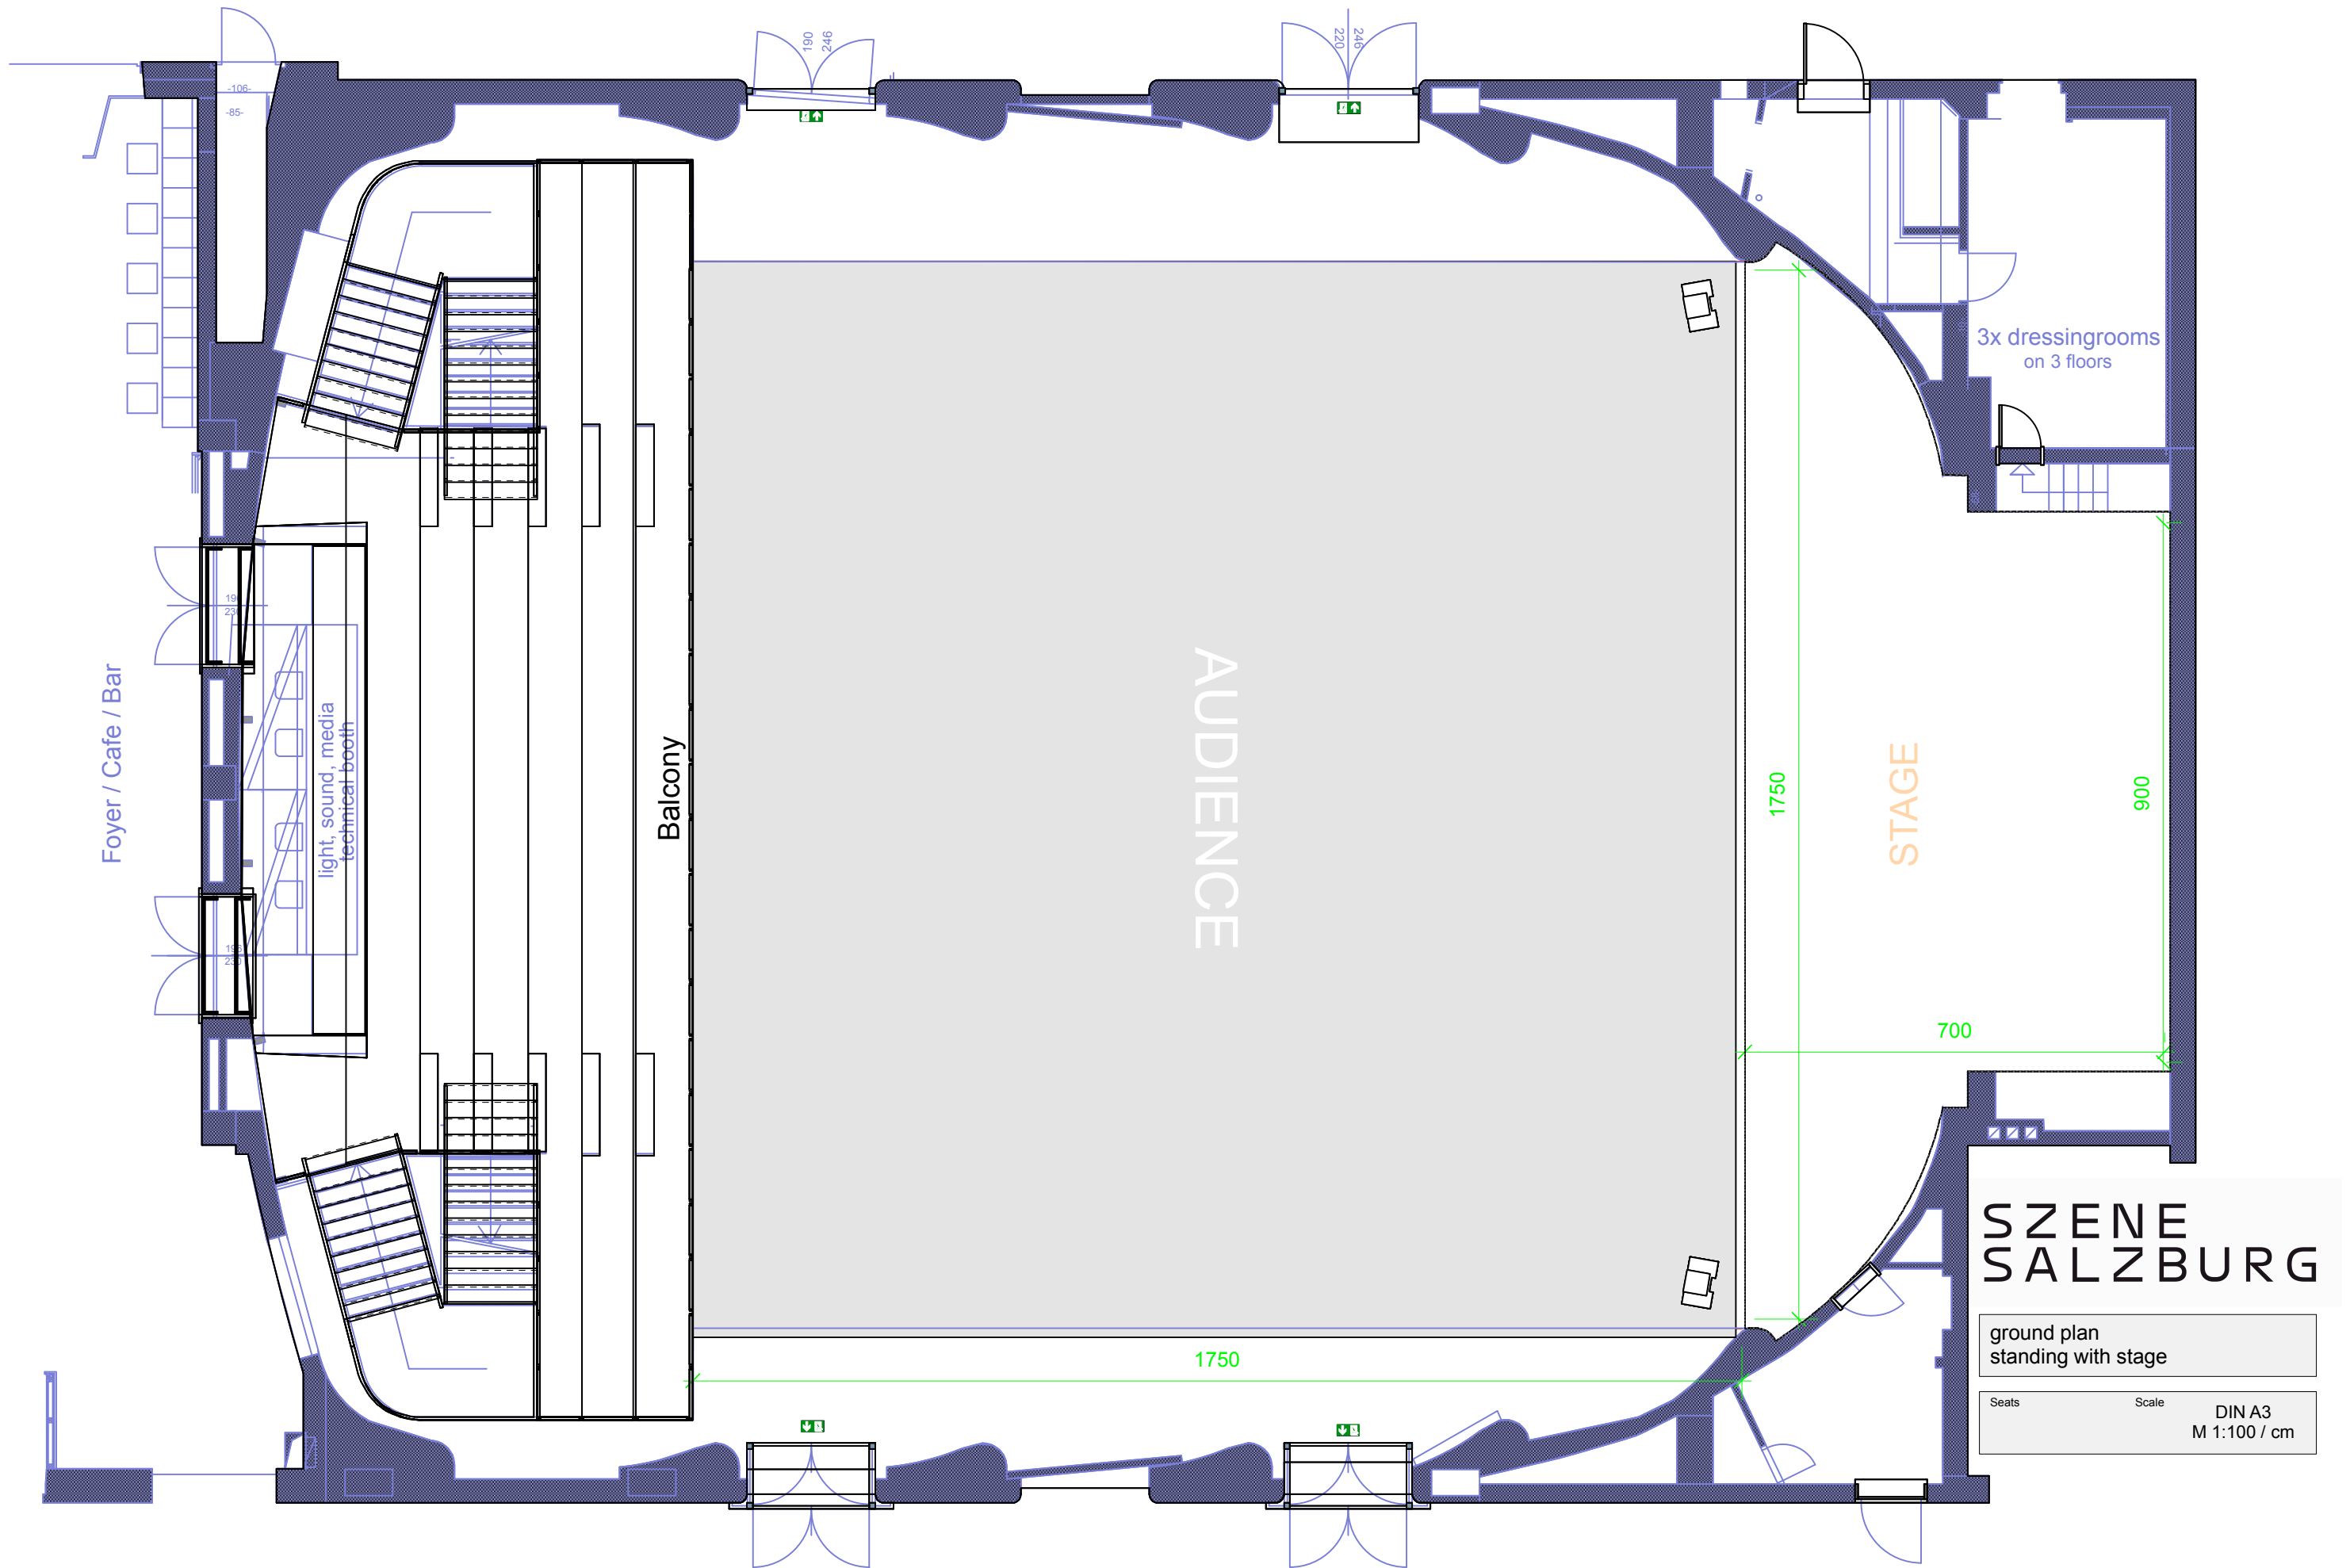 190
246
220
246
-106-
-85-
3x dressingrooms
on 3 floors
Foyer / Cafe / Bar
light, sound, media
technical booth
Balcony
AUDIENCE
1750
STAGE
900
700
1750
230
SZENE
SALZBURG
ground plan
standing with stage
Seats
Scale
DIN A3
M 1:100 / cm